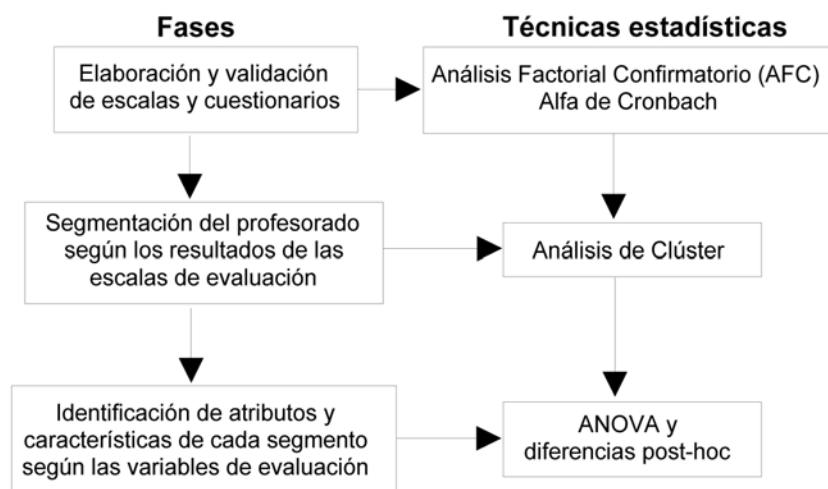 Fases
Técnicas estadísticas
Elaboración y validación
de escalas y cuestionarios
Análisis Factorial Confirmatorio (AFC)
Alfa de Cronbach
Segmentación del profesorado
según los resultados de las
escalas de evaluación
Análisis de Clúster
Identificación de atributos y
características de cada segmento
según las variables de evaluación
ANOVA y
diferencias post-hoc